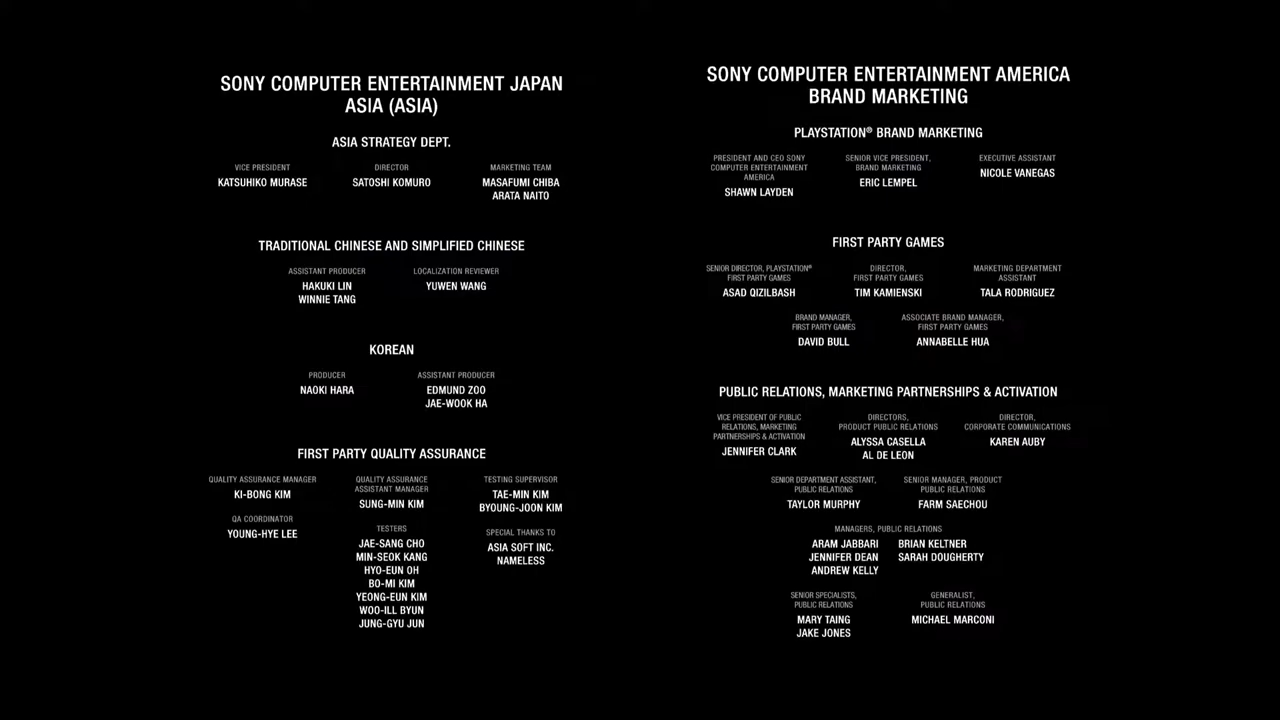 SONY COMPUTER ENTERTAINMENT JAPAN
ASIA (ASIA)
ASIA STRATEGY DEPT.
VICE PRESIDENT
KATSUHIKO MURASE
DIRECTOR
SATOSHI KOMURO
MARKETING TEAM
MASAFUMI CHIBA
ARATA NAITO
TRADITIONAL CHINESE AND SIMPLIFIED CHINESE
ASSISTANT PRODUCER
HAKUKI LIN
WINNIE TANG
LOCALIZATION REVIEWER
YUWEN WANG
KOREAN
PRODUCER
NAOKI HARA
ASSISTANT PRODUCER
EDMUND ZOO
JAE-WOOK HA
FIRST PARTY QUALITY ASSURANCE
QUALITY ASSURANCE MANAGER
KI-BONG KIM
QA COORDINATOR
YOUNG-HYE LEE
QUALITY ASSURANCE
ASSISTANT MANAGER
SUNG-MIN KIM
TESTERS
JAE-SANG CHO
MIN-SEOK KANG
HYO-EUN OH
BO-MI KIM
YEONG-EUN KIM
WOO-ILL BYUN
JUNG-GYU JUN
TESTING SUPERVISOR
TAE-MIN KIM
BYOUNG-JOON KIM
SPECIAL THANKS TO
ASIA SOFT INC.
NAMELESS
SONY COMPUTER ENTERTAINMENT AMERICA
BRAND MARKETING
PLAYSTATION® BRAND MARKETING
PRESIDENT AND CEO SONY
COMPUTER ENTERTAINMENT
AMERICA
SHAWN LAYDEN
SENIOR VICE PRESIDENT,
BRAND MARKETING
ERIC LEMPEL
EXECUTIVE ASSISTANT
NICOLE VANEGAS
FIRST PARTY GAMES
SENIOR DIRECTOR, PLAYSTATION®
FIRST PARTY GAMES
ASAD QIZILBASH
DIRECTOR,
FIRST PARTY GAMES
TIM KAMIENSKI
MARKETING DEPARTMENT
ASSISTANT
TALA RODRIGUEZ
BRAND MANAGER,
FIRST PARTY GAMES
DAVID BULL
ASSOCIATE BRAND MANAGER,
FIRST PARTY GAMES
ANNABELLE HUA
PUBLIC RELATIONS, MARKETING PARTNERSHIPS & ACTIVATION
VICE PRESIDENT OF PUBLIC
RELATIONS, MARKETING
PARTNERSHIPS & ACTIVATION
JENNIFER CLARK
DIRECTORS,
PRODUCT PUBLIC RELATIONS
ALYSSA CASELLA
AL DE LEON
DIRECTOR,
CORPORATE COMMUNICATIONS
KAREN AUBY
SENIOR DEPARTMENT ASSISTANT,
PUBLIC RELATIONS
TAYLOR MURPHY
SENIOR MANAGER, PRODUCT
PUBLIC RELATIONS
FARM SAECHOU
MANAGERS, PUBLIC RELATIONS
ARAM JABBARI
JENNIFER DEAN
ANDREW KELLY
BRIAN KELTNER
SARAH DOUGHERTY
SENIOR SPECIALISTS,
PUBLIC RELATIONS
MARY TAING
JAKE JONES
GENERALIST,
PUBLIC RELATIONS
MICHAEL MARCONI